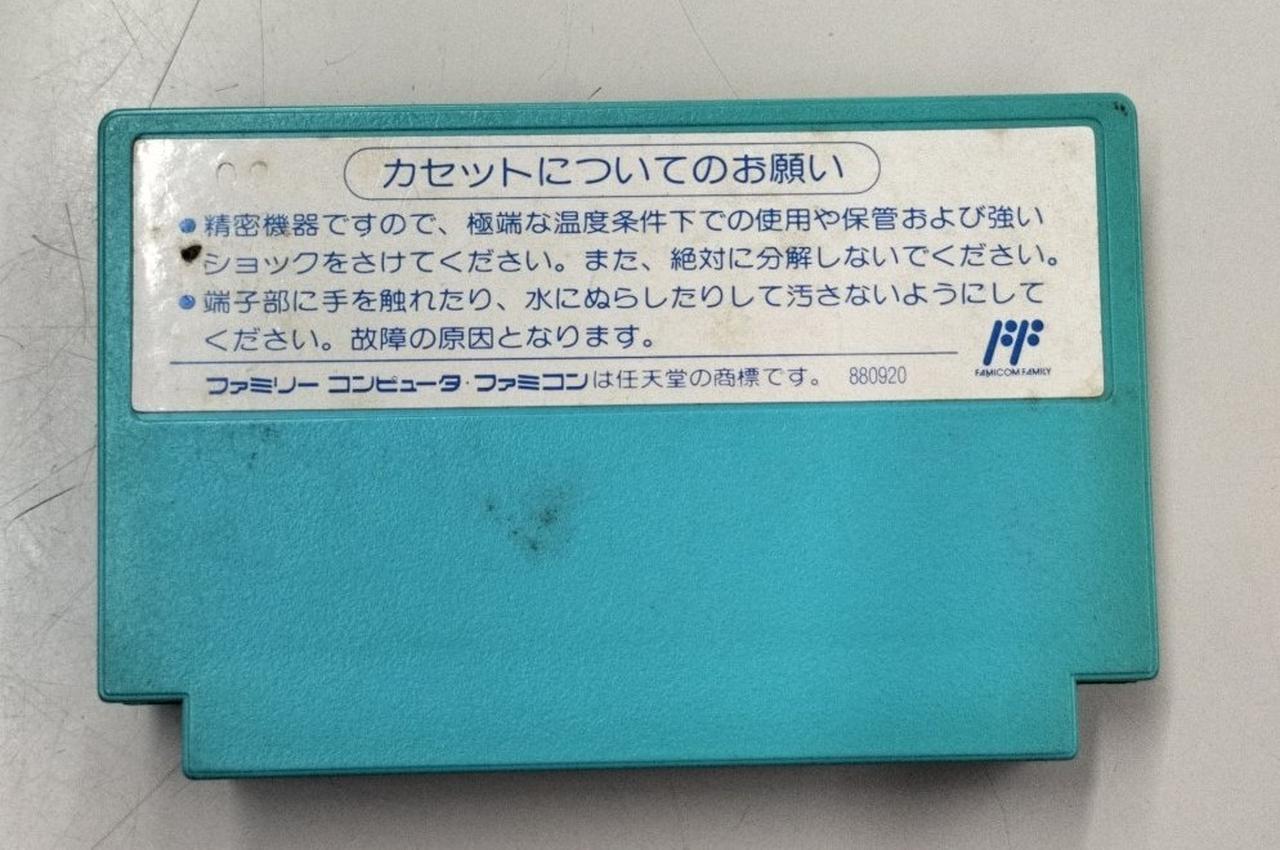 カセットについてのお願い
●精密機器ですので、極端な温度条件下での使用や保管および強い
ショックをさけてください。また、絶対に分解しないでください。
●端子部に手を触れたり、水にぬらしたりして汚さないようにして
ください。故障の原因となります。
FAMICOM FAMILY
ファミリー コンピュータ・ファミコンは任天堂の商標です。 880920